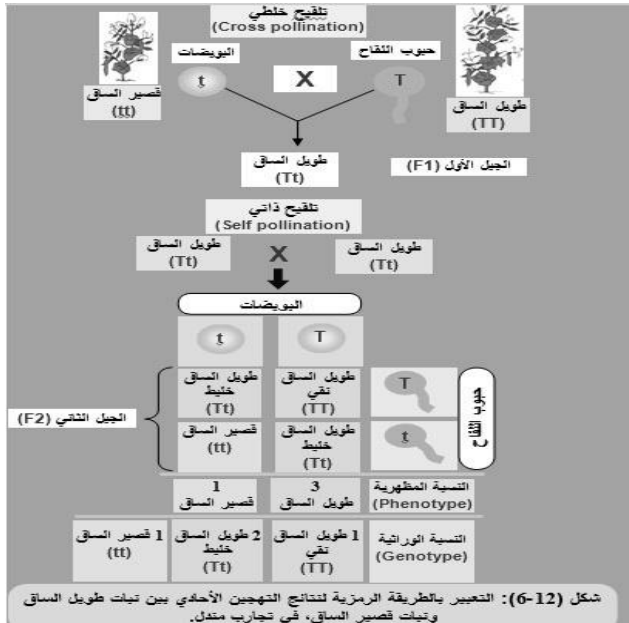 تلقيح خلطي
(Cross pollination)
حبوب اللقاح
البويضات
T
X
t
طويل الساق
(TT)
قصير الساق
(tt)
طويل الساق
(Tt)
الجيل الأول (F1)
تلقيح ذاتي
(Self pollination)
طويل الساق
(Tt)
X
طويل الساق
(Tt)
البويضات
T
t
حبوب اللقاح
T
طويل الساق
نقي
(TT)
طويل الساق
خليط
(Tt)
الجيل الثاني (F2)
t
طويل الساق
خليط
(Tt)
قصير الساق
(tt)
النسبة المظهرية
(Phenotype)
3
طويل الساق
1
قصير الساق
النسبة الوراثية
(Genotype)
1 طويل الساق
نقي
(TT)
2 طويل الساق
خليط
(Tt)
1 قصير الساق
(tt)
شكل (12-6): التعبير بالطريقة الرمزية لنتائج التهجين الأحادي بين نبات طويل الساق
ونبات قصير الساق، في تجارب مندل.